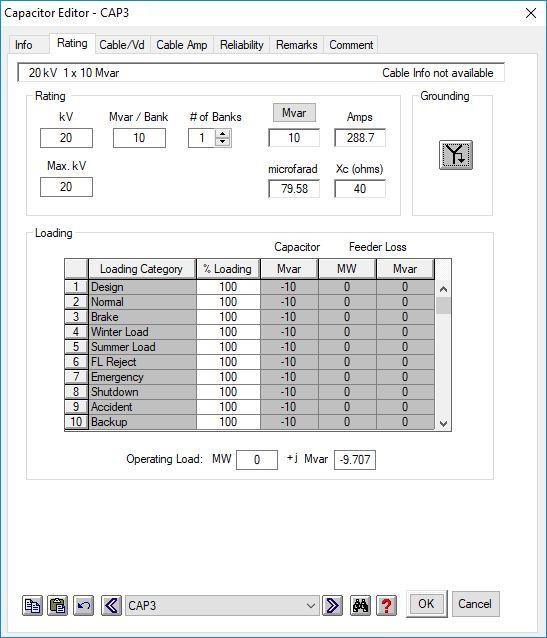 Capacitor Editor - CAP3
Info Rating Cable/Vd Cable Amp Reliability Remarks Comment
20 kV 1 x 10 Mvar Cable Info not available
Rating
Grounding
kV Mvar / Bank # of Banks Mvar Amps
20 10 1 10 288.7
Max. kV microfarad Xc (ohms)
20 79.58 40
Loading
Capacitor Feeder Loss
Loading Category % Loading Mvar MW Mvar
1 Design 100 -10 0 0
2 Normal 100 -10 0 0
3 Brake 100 -10 0 0
4 Winter Load 100 -10 0 0
5 Summer Load 100 -10 0 0
6 FL Reject 100 -10 0 0
7 Emergency 100 -10 0 0
8 Shutdown 100 -10 0 0
9 Accident 100 -10 0 0
10 Backup 100 -10 0 0
Operating Load: MW 0 +j Mvar -9.707
CAP3 ? OK Cancel